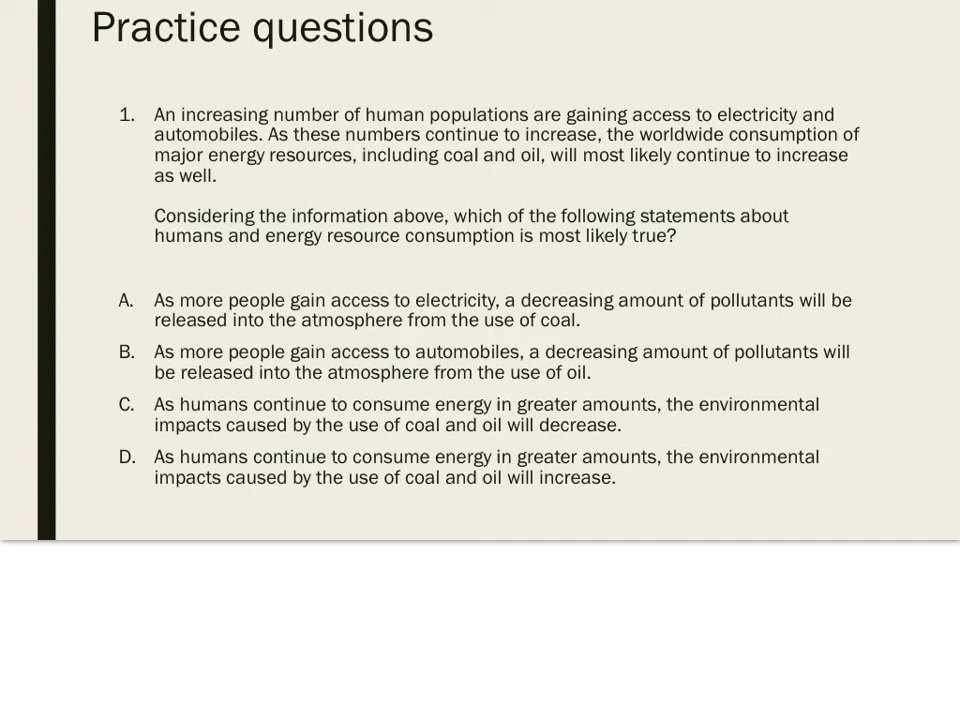 Practice questions
1. An increasing number of human populations are gaining access to electricity and
automobiles. As these numbers continue to increase, the worldwide consumption of
major energy resources, including coal and oil, will most likely continue to increase
as well.
Considering the information above, which of the following statements about
humans and energy resource consumption is most likely true?
A. As more people gain access to electricity, a decreasing amount of pollutants will be
released into the atmosphere from the use of coal.
B. As more people gain access to automobiles, a decreasing amount of pollutants will
be released into the atmosphere from the use of oil.
C. As humans continue to consume energy in greater amounts, the environmental
impacts caused by the use of coal and oil will decrease.
D. As humans continue to consume energy in greater amounts, the environmental
impacts caused by the use of coal and oil will increase.